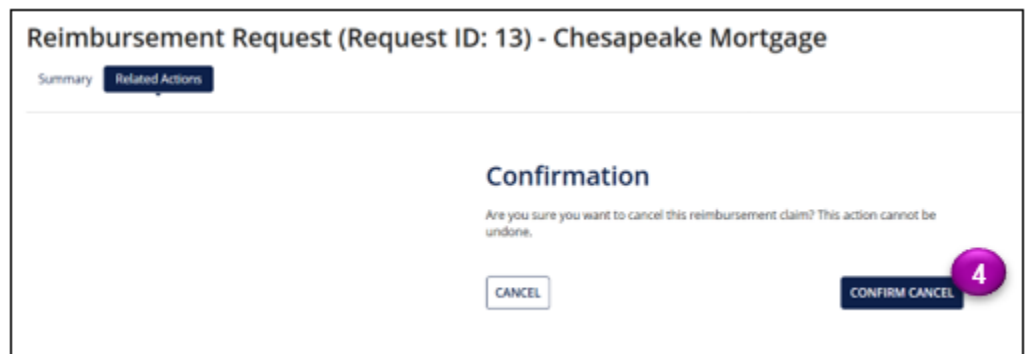 Reimbursement Request (Request ID: 13) - Chesapeake Mortgage
Summary Related Actions
Confirmation
Are you sure you want to cancel this reimbursement claim? This action cannot be
undone.
4
CANCEL CONFIRM CANCEL